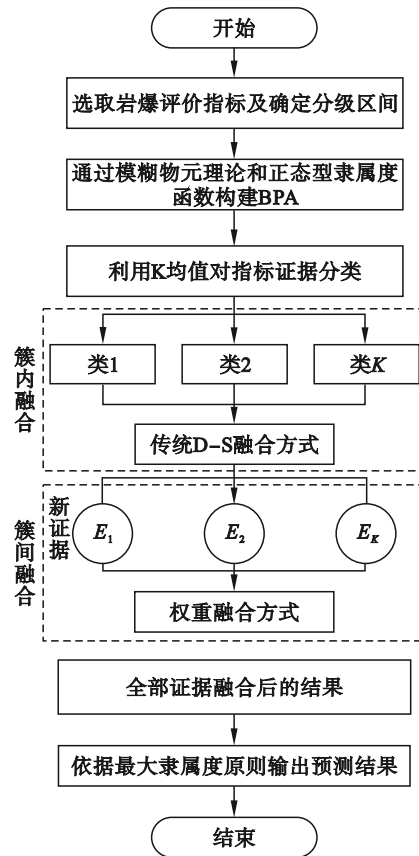 开始
选取岩爆评价指标及确定分级区间
通过模糊物元理论和正态型隶属度
函数构建BPA
利用K均值对指标证据分类
簇内融合
类1
类2
类K
传统D-S融合方式
簇间融合
新证据
E1
E2
EK
权重融合方式
全部证据融合后的结果
依据最大隶属度原则输出预测结果
结束